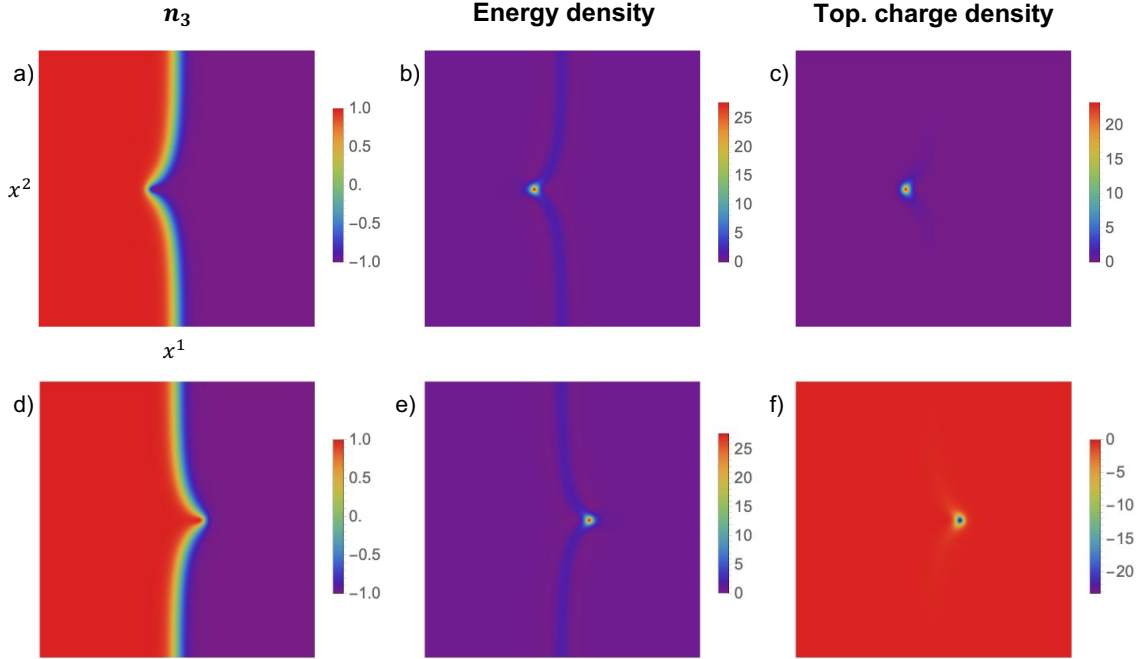 n₃ Energy density Top. charge density
a) b) c)
x² 1.0 0.5 0. −0.5 −1.0 25 20 15 10 5 0 20 15 10 5 0
x¹
d) e) f)
1.0 0.5 0. −0.5 −1.0 25 20 15 10 5 0 0 −5 −10 −15 −20